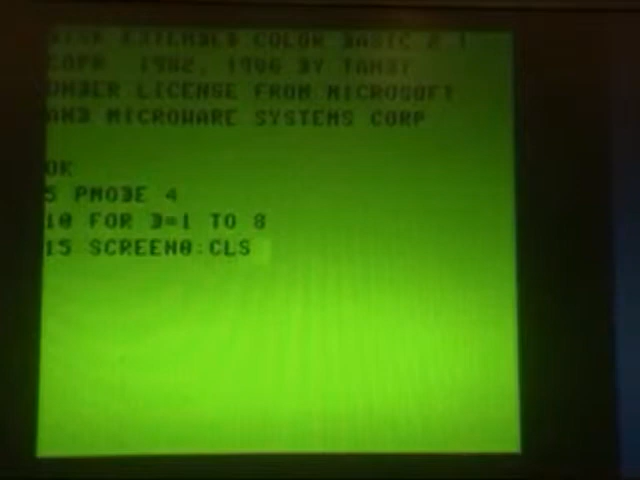 DISK EXTENDED COLOR BASIC 2.1
COPR. 1982, 1986 BY TANDY
UNDER LICENSE FROM MICROSOFT
AND MICROWARE SYSTEMS CORP.
OK
5 PMODE 4
10 FOR B=1 TO 8
15 SCREEN0:CLS